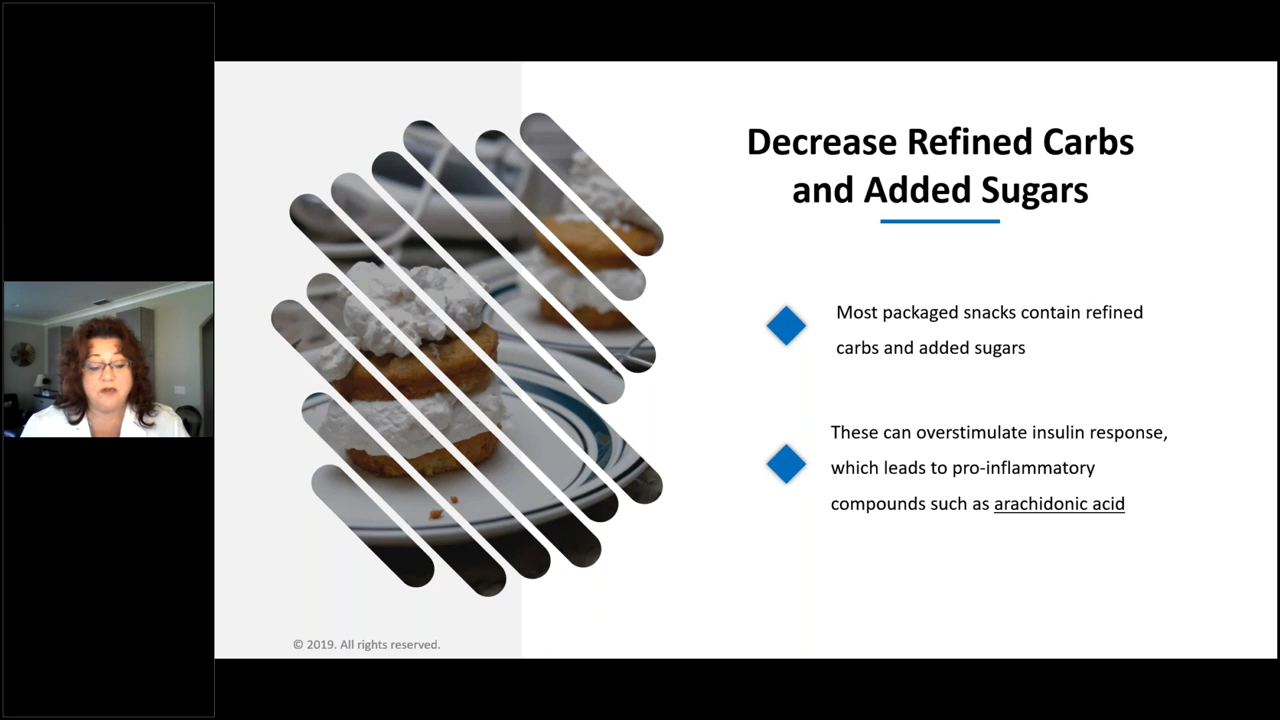 Decrease Refined Carbs
and Added Sugars
Most packaged snacks contain refined
carbs and added sugars
These can overstimulate insulin response,
which leads to pro-inflammatory
compounds such as arachidonic acid
© 2019. All rights reserved.